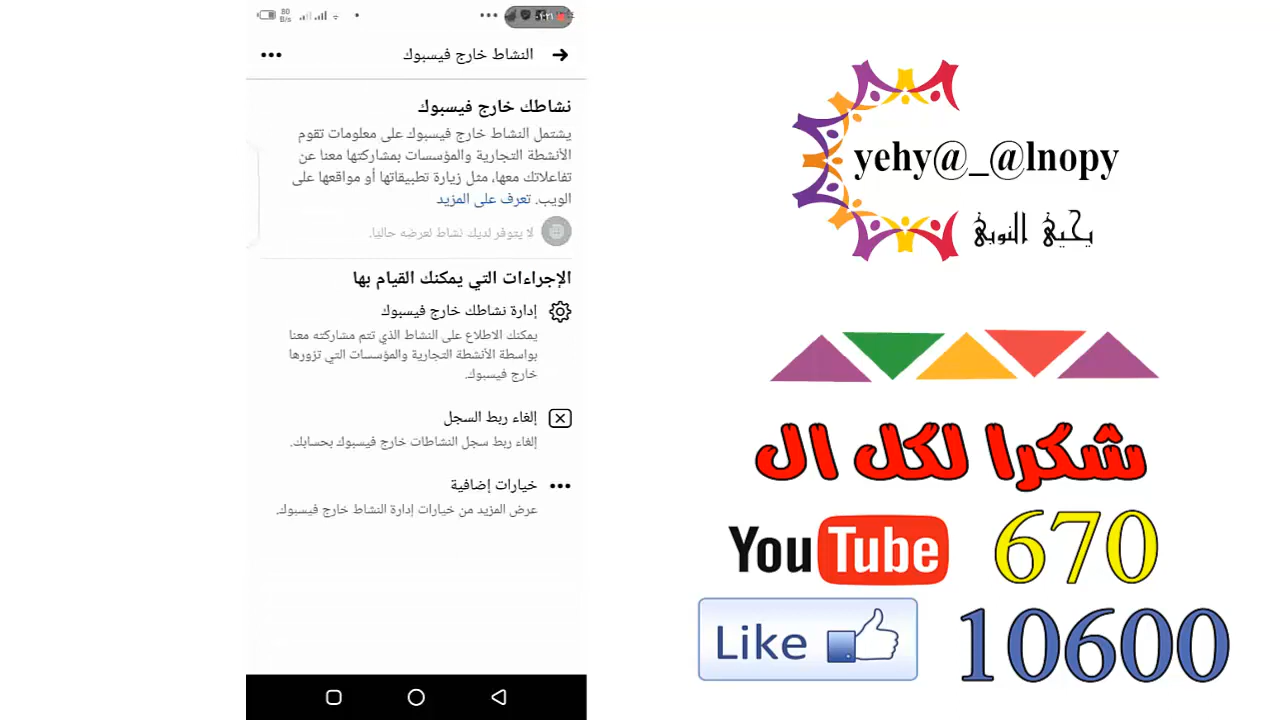 80
B/s
النشاط خارج فيسبوك
نشاطك خارج فيسبوك
يشتمل النشاط خارج فيسبوك على معلومات تقوم
الأنشطة التجارية والمؤسسات بمشاركتها معنا عن
تفاعلاتك معها، مثل زيارة تطبيقاتها أو مواقعها على
الويب. تعرف على المزيد
لا يتوفر لديك نشاط لعرضه حاليًا.
الإجراءات التي يمكنك القيام بها
إدارة نشاطك خارج فيسبوك
يمكنك الاطلاع على النشاط الذي تتم مشاركته معنا
بواسطة الأنشطة التجارية والمؤسسات التي تزورها
خارج فيسبوك.
إلغاء ربط السجل
إلغاء ربط سجل النشاطات خارج فيسبوك بحسابك.
خيارات إضافية
عرض المزيد من خيارات إدارة النشاط خارج فيسبوك.
yehy@_@lnopy
يحيى النوبى
شكرا لكل ال
YouTube 670
Like 10600